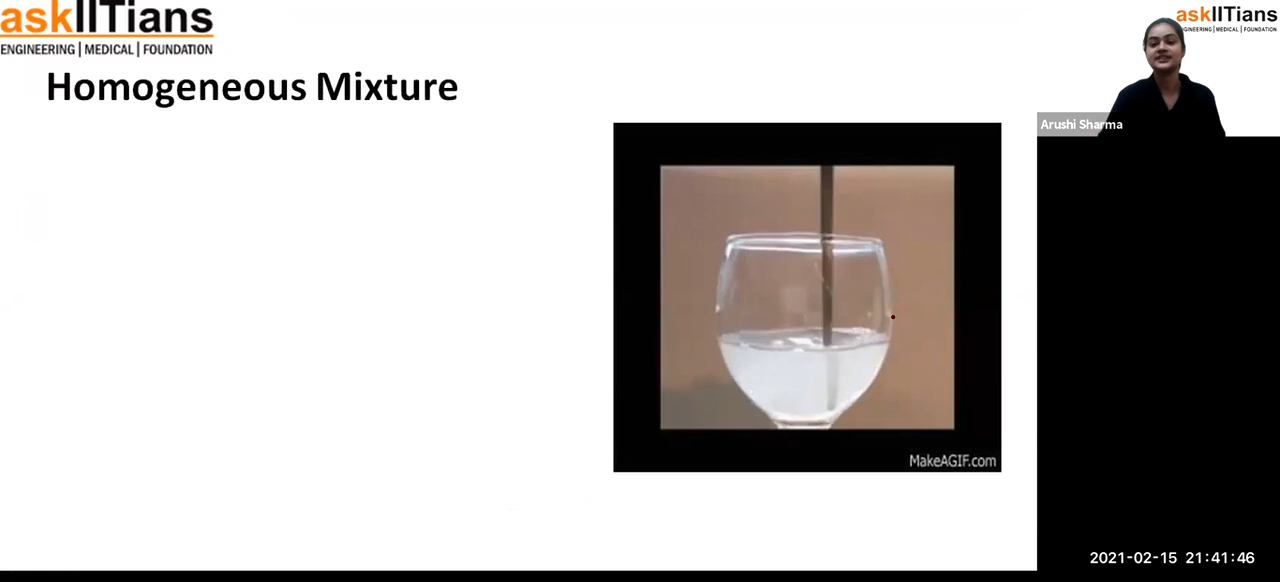 askIITians
ENGINEERING | MEDICAL | FOUNDATION
askIITians
ENGINEERING | MEDICAL | FOUNDATION
Homogeneous Mixture
Arushi Sharma
MakeAGIF.com
2021-02-15 21:41:46